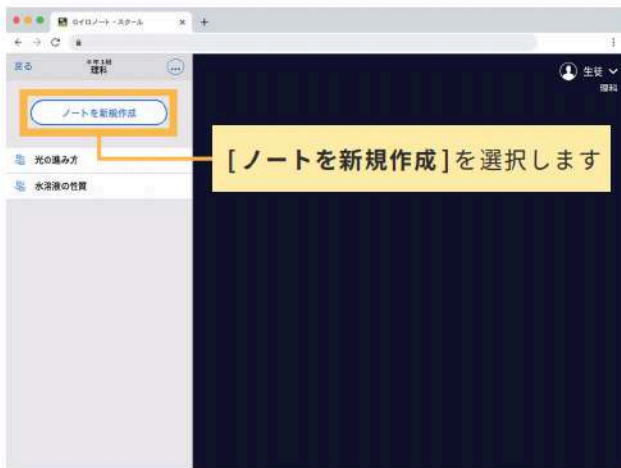 ロイロノート・スクール
戻る
理科
生徒
理科
ノートを新規作成
[ノートを新規作成]を選択します
光の進み方
水溶液の性質